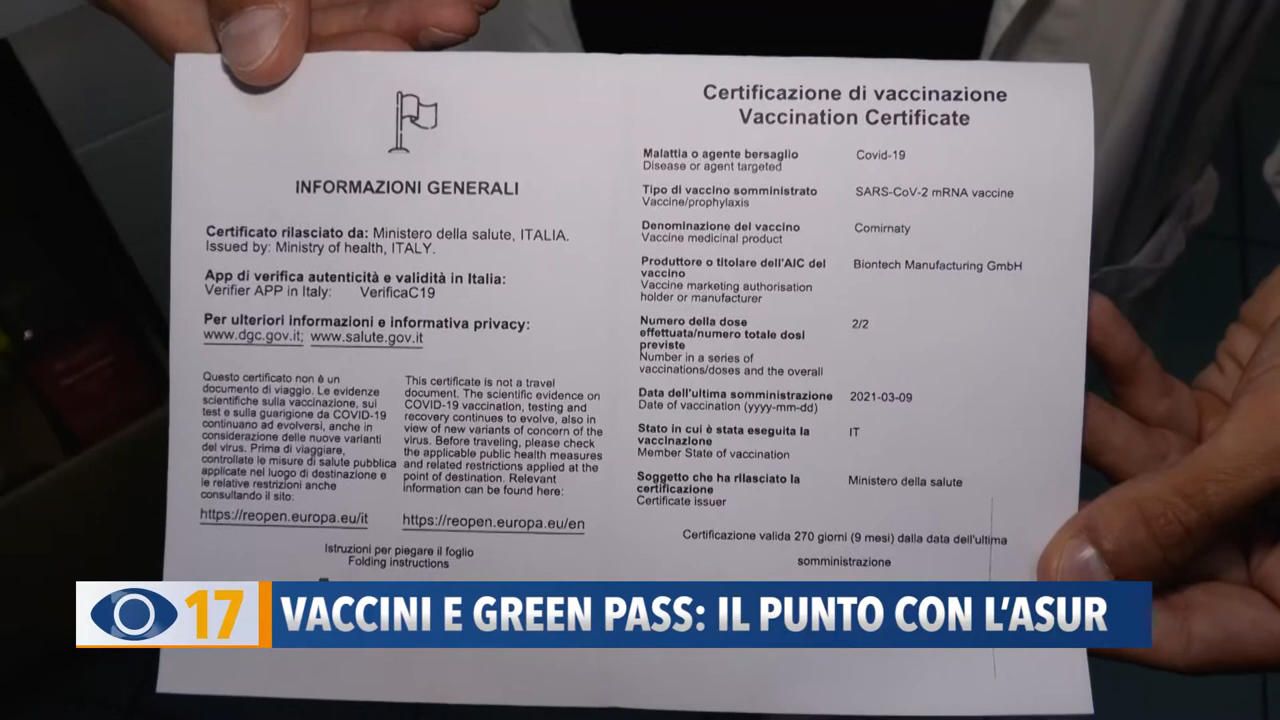 INFORMAZIONI GENERALI
Certificato rilasciato da: Ministero della salute, ITALIA.
Issued by: Ministry of health, ITALY.
App di verifica autenticità e validità in Italia:
Verifier APP in Italy: VerificaC19
Per ulteriori informazioni e informativa privacy:
www.dgc.gov.it; www.salute.gov.it
Questo certificato non è un
documento di viaggio. Le evidenze
scientifiche sulla vaccinazione, sui
test e sulla guarigione da COVID-19
continuano ad evolversi, anche in
considerazione delle nuove varianti
del virus. Prima di viaggiare,
controllate le misure di salute pubblica
applicate nel luogo di destinazione e
le relative restrizioni anche
consultando il sito:
https://reopen.europa.eu/it
This certificate is not a travel
document. The scientific evidence on
COVID-19 vaccination, testing and
recovery continues to evolve, also in
view of new variants of concern of the
virus. Before traveling, please check
the applicable public health measures
and related restrictions applied at the
point of destination. Relevant
information can be found here:
https://reopen.europa.eu/en
Istruzioni per piegare il foglio
Folding instructions
Certificazione di vaccinazione
Vaccination Certificate
Malattia o agente bersaglio Covid-19
Disease or agent targeted
Tipo di vaccino somministrato SARS-CoV-2 mRNA vaccine
Vaccine/prophylaxis
Denominazione del vaccino Comirnaty
Vaccine medicinal product
Produttore o titolare dell'AIC del Biontech Manufacturing GmbH
vaccino
Vaccine marketing authorisation
holder or manufacturer
Numero della dose 2/2
effettuata/numero totale dosi
previste
Number in a series of
vaccinations/doses and the overall
Data dell'ultima somministrazione 2021-03-09
Date of vaccination (yyyy-mm-dd)
Stato in cui è stata eseguita la IT
vaccinazione
Member State of vaccination
Soggetto che ha rilasciato la Ministero della salute
certificazione
Certificate issuer
Certificazione valida 270 giorni (9 mesi) dalla data dell'ultima
somministrazione
17 VACCINI E GREEN PASS: IL PUNTO CON L'ASUR